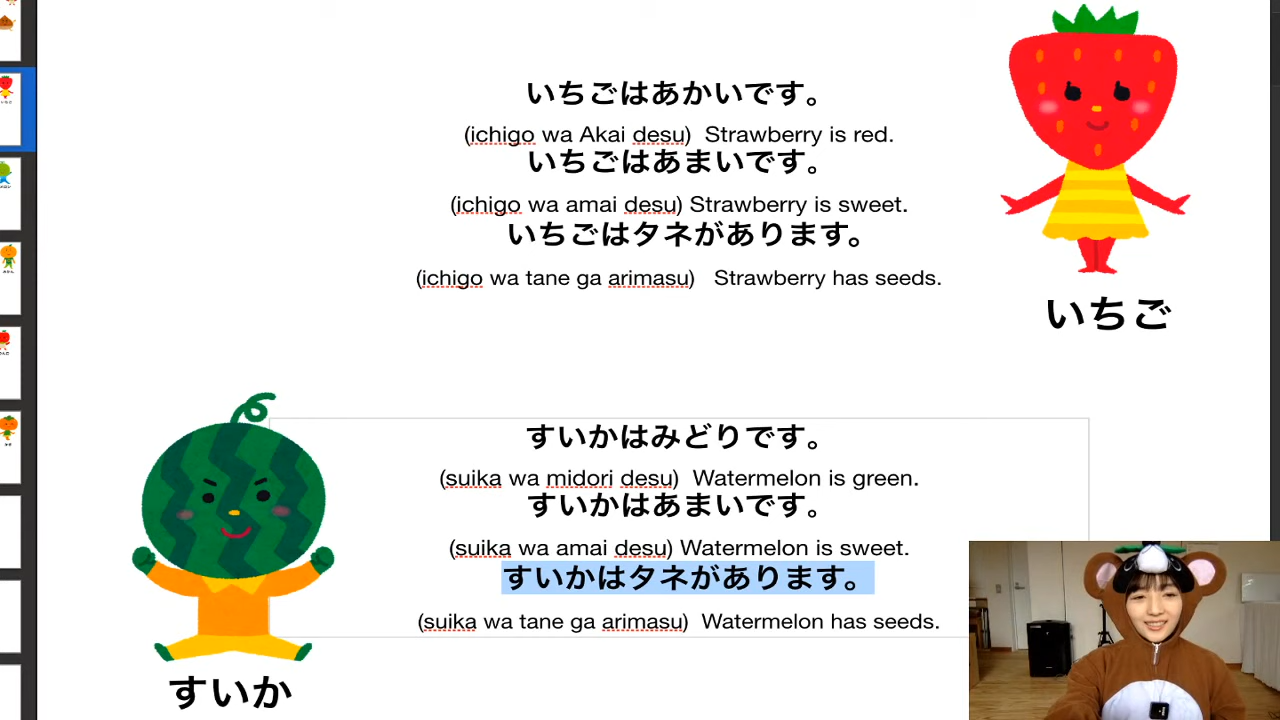 いちごはあかいです。
(ichigo wa Akai desu) Strawberry is red.
いちごはあまいです。
(ichigo wa amai desu) Strawberry is sweet.
いちごはタネがあります。
(ichigo wa tane ga arimasu) Strawberry has seeds.
いちご
すいかはみどりです。
(suika wa midori desu) Watermelon is green.
すいかはあまいです。
(suika wa amai desu) Watermelon is sweet.
すいかはタネがあります。
(suika wa tane ga arimasu) Watermelon has seeds.
すいか